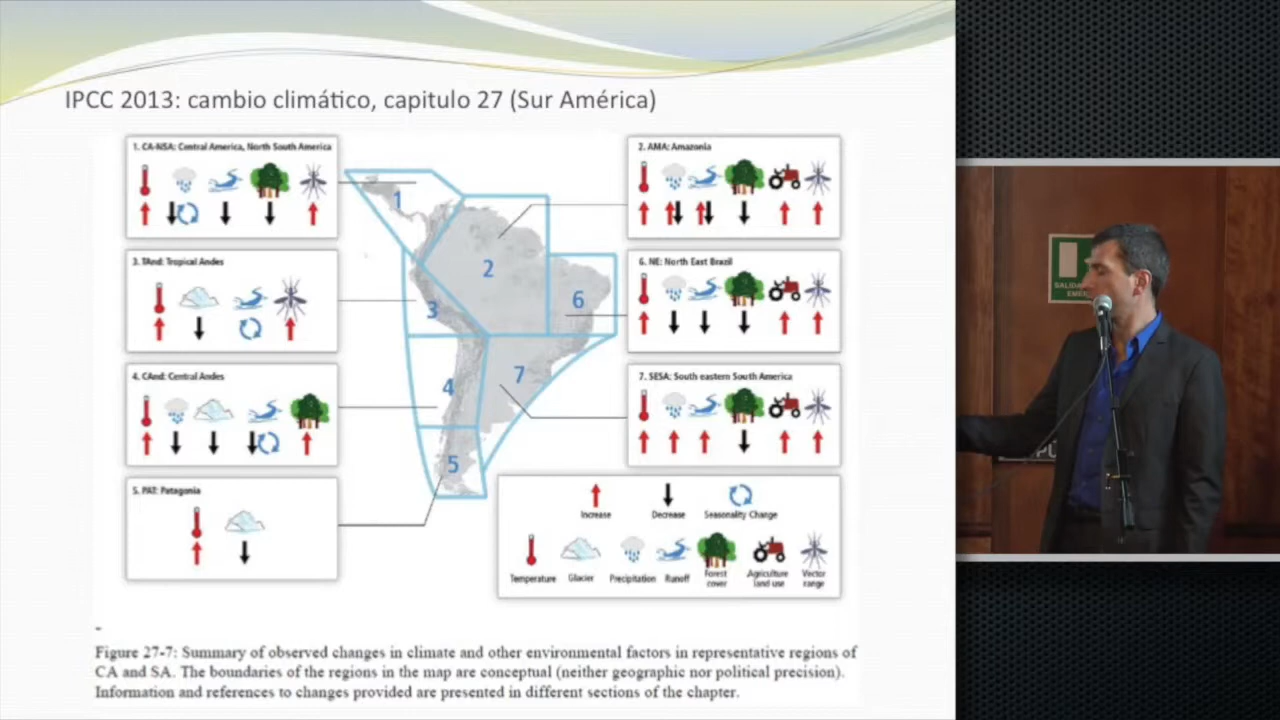 IPCC 2013: cambio climático, capitulo 27 (Sur América)
1. CA-NSA: Central America, North South America
2. AMA: Amazonia
3. TAnd: Tropical Andes
6. NE: North East Brazil
4. CAnd: Central Andes
7. SESA: South eastern South America
5. PAT: Patagonia
1
2
3
6
4
7
5
Increase
Decrease
Seasonality Change
Temperature
Glacier
Precipitation
Runoff
Forest cover
Agriculture land use
Vector range
Figure 27-7: Summary of observed changes in climate and other environmental factors in representative regions of
CA and SA. The boundaries of the regions in the map are conceptual (neither geographic nor political precision).
Information and references to changes provided are presented in different sections of the chapter.
SALIDA